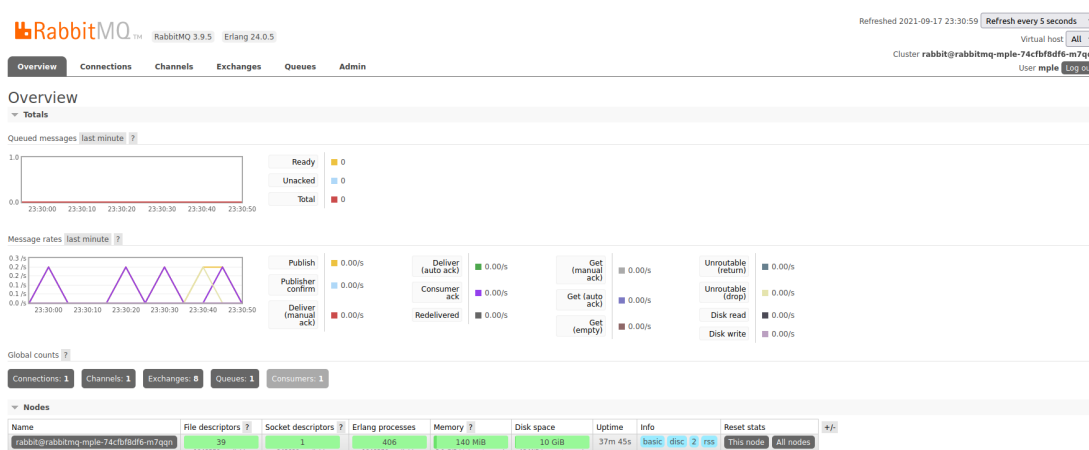 Refreshed 2021-09-17 23:30:59 Refresh every 5 seconds
RabbitMQ TM RabbitMQ 3.9.5 Erlang 24.0.5
Virtual host All
Cluster rabbit@rabbitmq-mple-74cfbf8df6-m7q
User mple Log ou
Overview Connections Channels Exchanges Queues Admin
Overview
Totals
Queued messages last minute ?
1.0
0.0
23:30:00 23:30:10 23:30:20 23:30:30 23:30:40 23:30:50
Ready 0
Unacked 0
Total 0
Message rates last minute ?
0.3 /s
0.2 /s
0.2 /s
0.1 /s
0.1 /s
0.0 /s
23:30:00 23:30:10 23:30:20 23:30:30 23:30:40 23:30:50
Publish 0.00/s
Publisher confirm 0.00/s
Deliver (manual ack) 0.00/s
Deliver (auto ack) 0.00/s
Consumer ack 0.00/s
Redelivered 0.00/s
Get (manual ack) 0.00/s
Get (auto ack) 0.00/s
Get (empty) 0.00/s
Unroutable (return) 0.00/s
Unroutable (drop) 0.00/s
Disk read 0.00/s
Disk write 0.00/s
Global counts ?
Connections: 1 Channels: 1 Exchanges: 8 Queues: 1 Consumers: 1
Nodes
Name File descriptors ? Socket descriptors ? Erlang processes Memory ? Disk space Uptime Info Reset stats +/-
rabbit@rabbitmq-mple-74cfbf8df6-m7qqn 39 1 406 140 MiB 10 GiB 37m 45s basic disc 2 rss This node All nodes